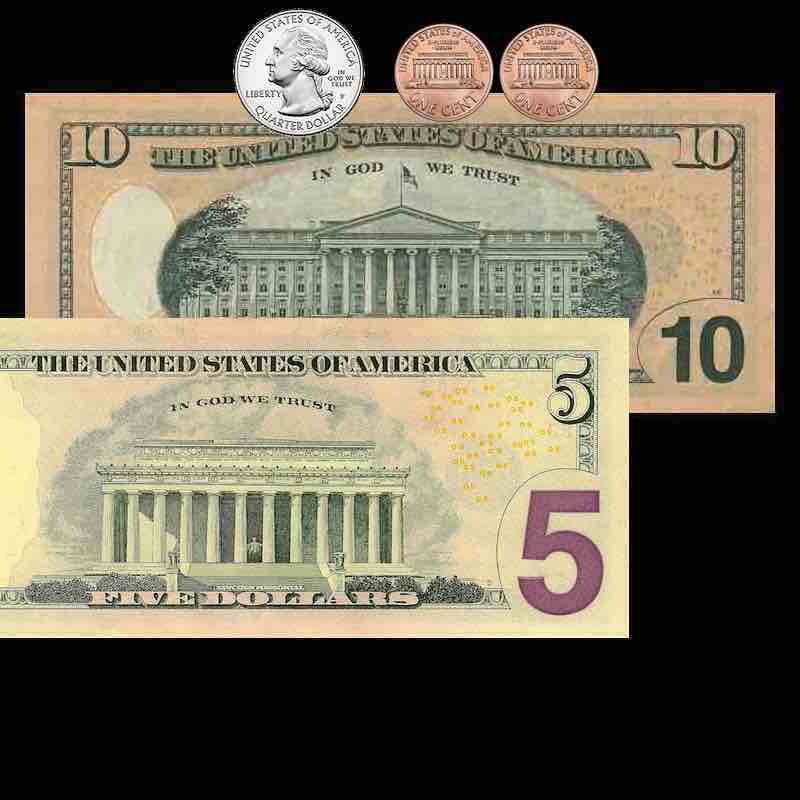 UNITED STATES OF AMERICA
LIBERTY
IN
GOD WE
TRUST
P
QUARTER DOLLAR
UNITED STATES of AMERICA
E·PLURIBUS
UNUM
ONE CENT
UNITED STATES of AMERICA
E·PLURIBUS
UNUM
ONE CENT
10
THE UNITED STATES OF AMERICA
10
IN GOD WE TRUST
10
THE UNITED STATES OF AMERICA
5
IN GOD WE TRUST
5
FIVE DOLLARS